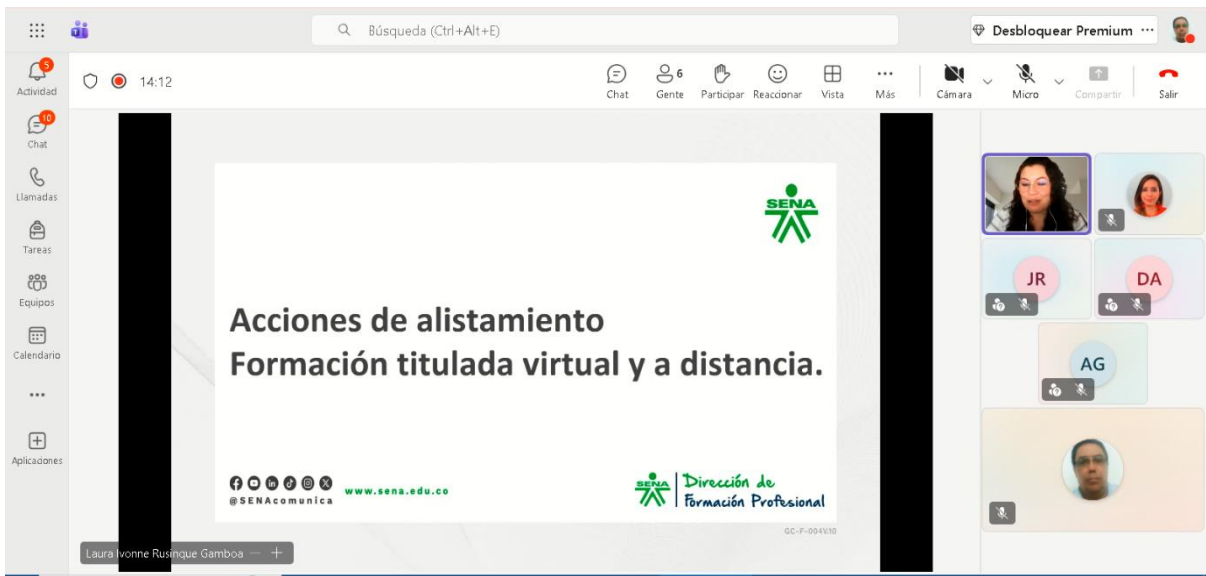 Búsqueda (Ctrl+Alt+E)
Desbloquear Premium ...
5
Actividad
14:12
Chat
6
Gente
Participar
Reaccionar
Vista
Más
Cámara
Micro
Compartir
Salir
10
Chat
Llamadas
Tareas
Equipos
Calendario
Aplicaciones
SENA
Acciones de alistamiento
Formación titulada virtual y a distancia.
@SENAcomunica
www.sena.edu.co
SENA
Dirección de
Formación Profesional
GC-F-004V.10
Laura Ivonne Rusinque Gamboa
JR
DA
AG